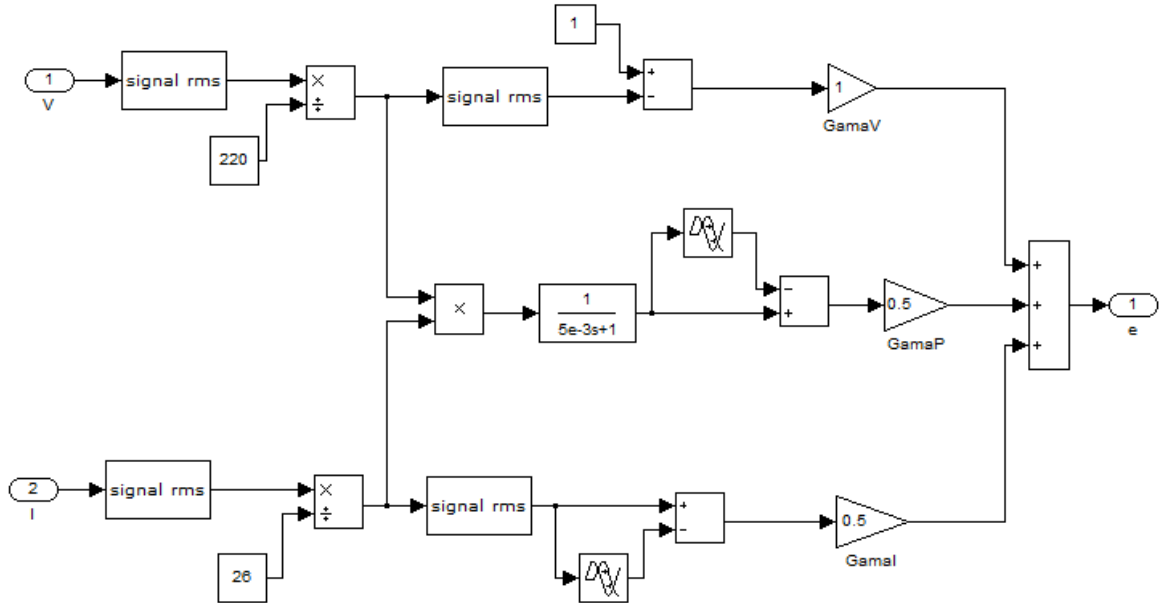 1
1
V
signal rms
×
÷
220
signal rms
+
−
1
GamaV
×
1
5e-3s+1
−
+
0.5
GamaP
+
+
+
1
e
2
I
signal rms
×
÷
26
signal rms
+
−
0.5
GamaI